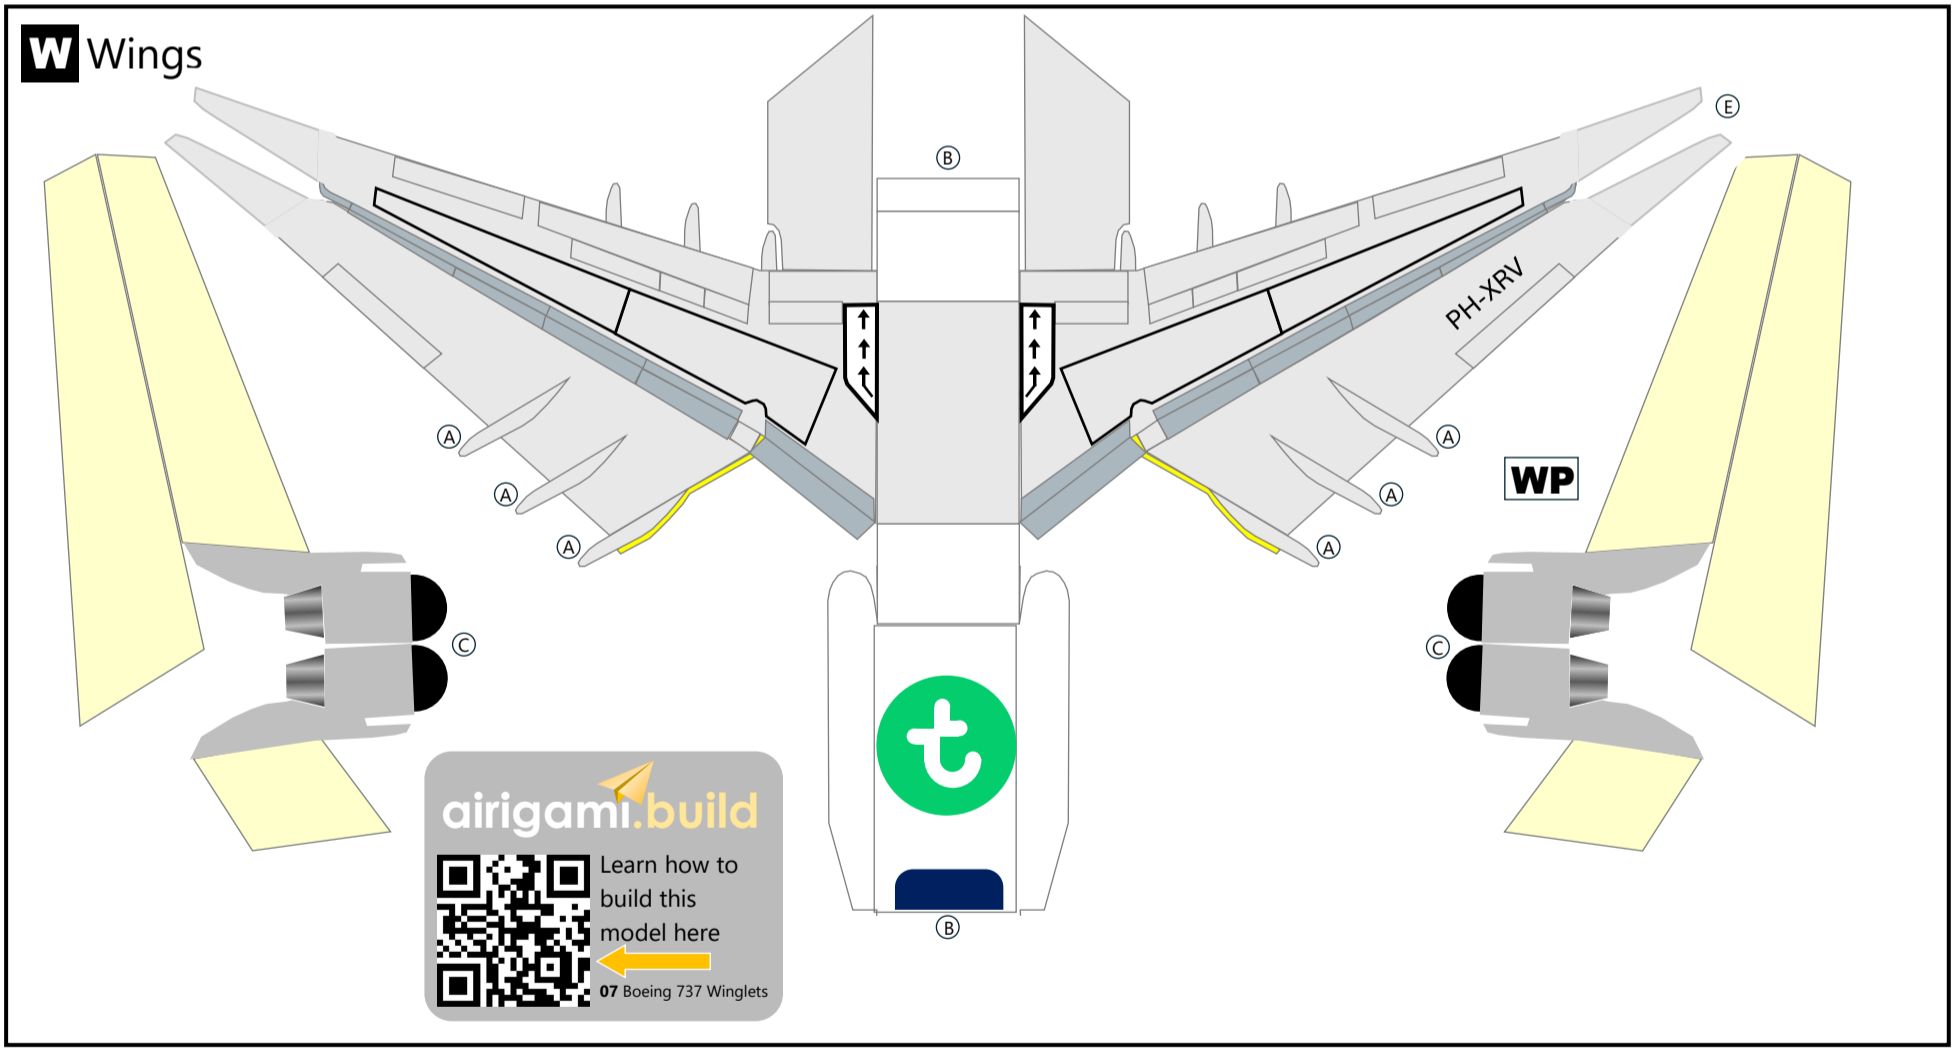 W Wings
E
B
PH-XRV
A
A
A
A
WP
A
A
C
C
t
airigami.build
Learn how to
build this
model here
07 Boeing 737 Winglets
B